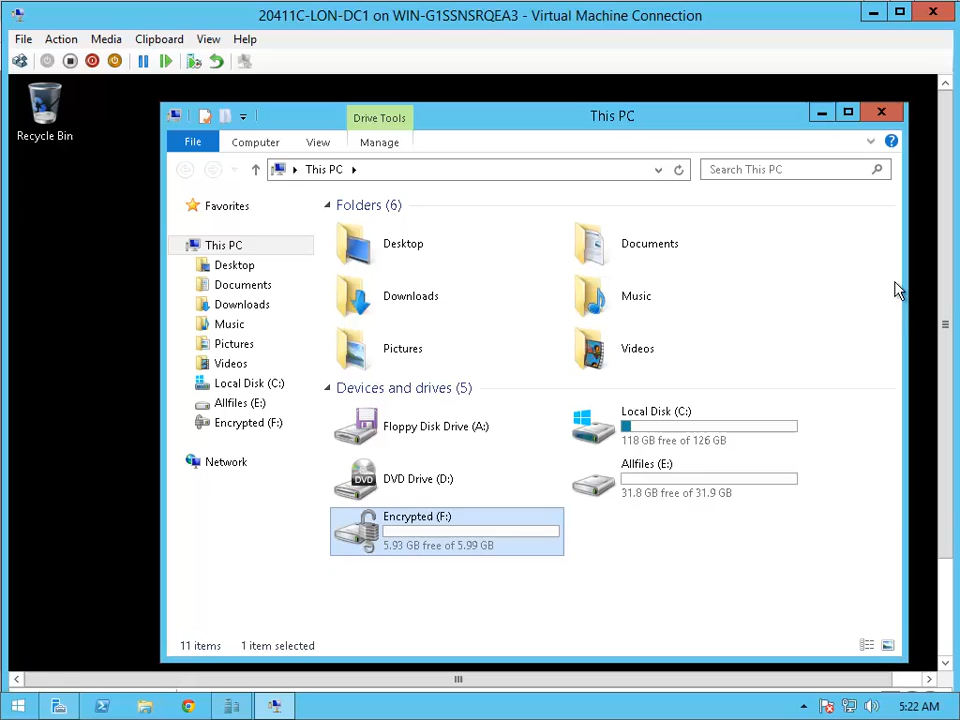 20411C-LON-DC1 on WIN-G1SSNSRQEA3 - Virtual Machine Connection
File Action Media Clipboard View Help
Recycle Bin
Drive Tools
This PC
File Computer View Manage
This PC
Search This PC
Favorites
This PC
Desktop
Documents
Downloads
Music
Pictures
Videos
Local Disk (C:)
Allfiles (E:)
Encrypted (F:)
Network
Folders (6)
Desktop
Documents
Downloads
Music
Pictures
Videos
Devices and drives (5)
Floppy Disk Drive (A:)
Local Disk (C:)
118 GB free of 126 GB
DVD
DVD Drive (D:)
Allfiles (E:)
31.8 GB free of 31.9 GB
Encrypted (F:)
5.93 GB free of 5.99 GB
11 items 1 item selected
5:22 AM